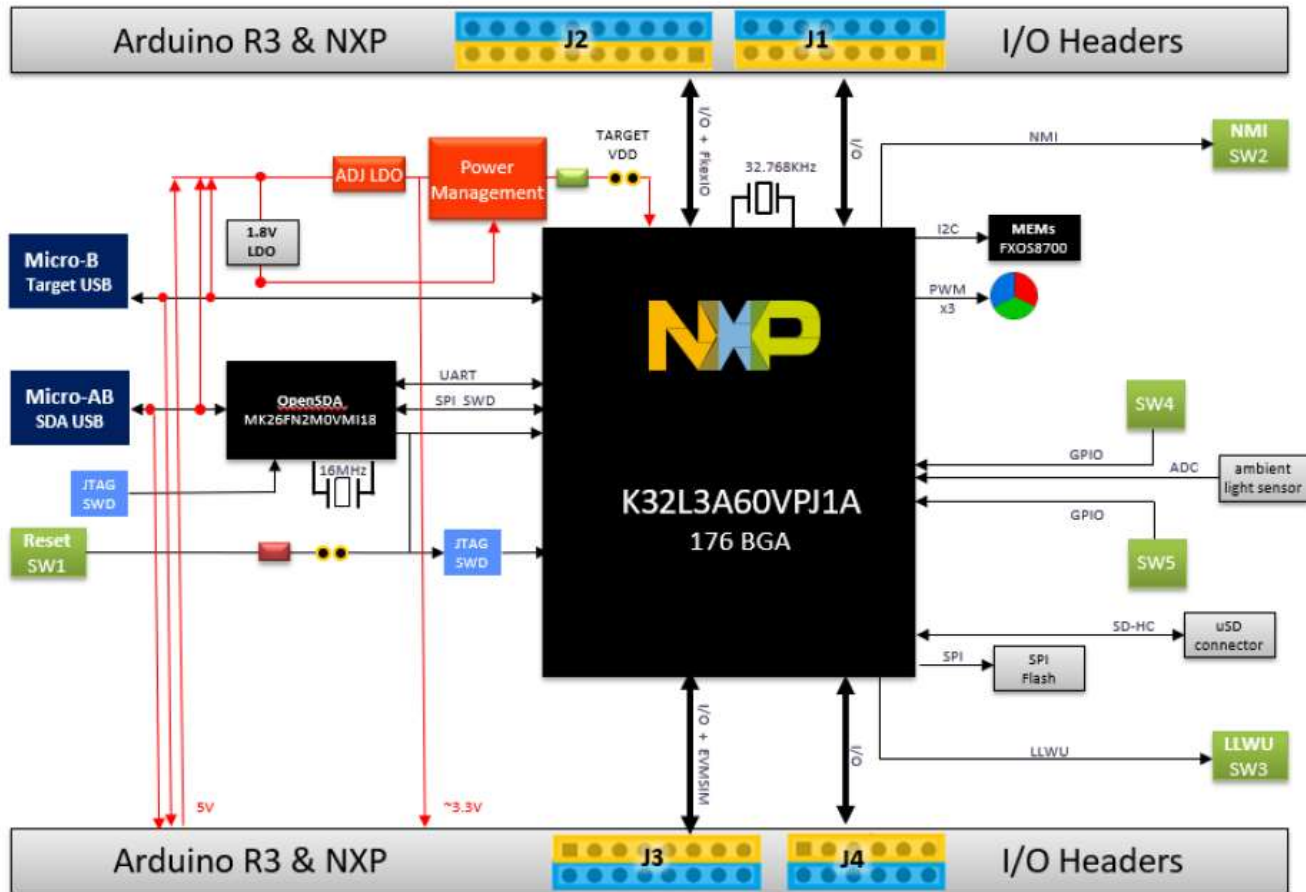 Arduino R3 & NXP
J2
J1
I/O Headers
I/O + FkexIO
I/O
NMI
NMI
SW2
TARGET
VDD
32.768KHz
ADJ LDO
Power
Management
1.8V
LDO
I2C
MEMs
FXOS8700
PWM
x3
Micro-B
Target USB
NXP
Micro-AB
SDA USB
OpenSDA
MK26FN2M0VMI18
UART
SPI SWD
SW4
16MHz
JTAG
SWD
GPIO
ADC
ambient
light sensor
K32L3A60VPJ1A
176 BGA
GPIO
Reset
SW1
JTAG
SWD
SW5
SD-HC
uSD
connector
SPI
SPI
Flash
I/O + EVMSIM
I/O
LLWU
LLWU
SW3
5V
~3.3V
Arduino R3 & NXP
J3
J4
I/O Headers